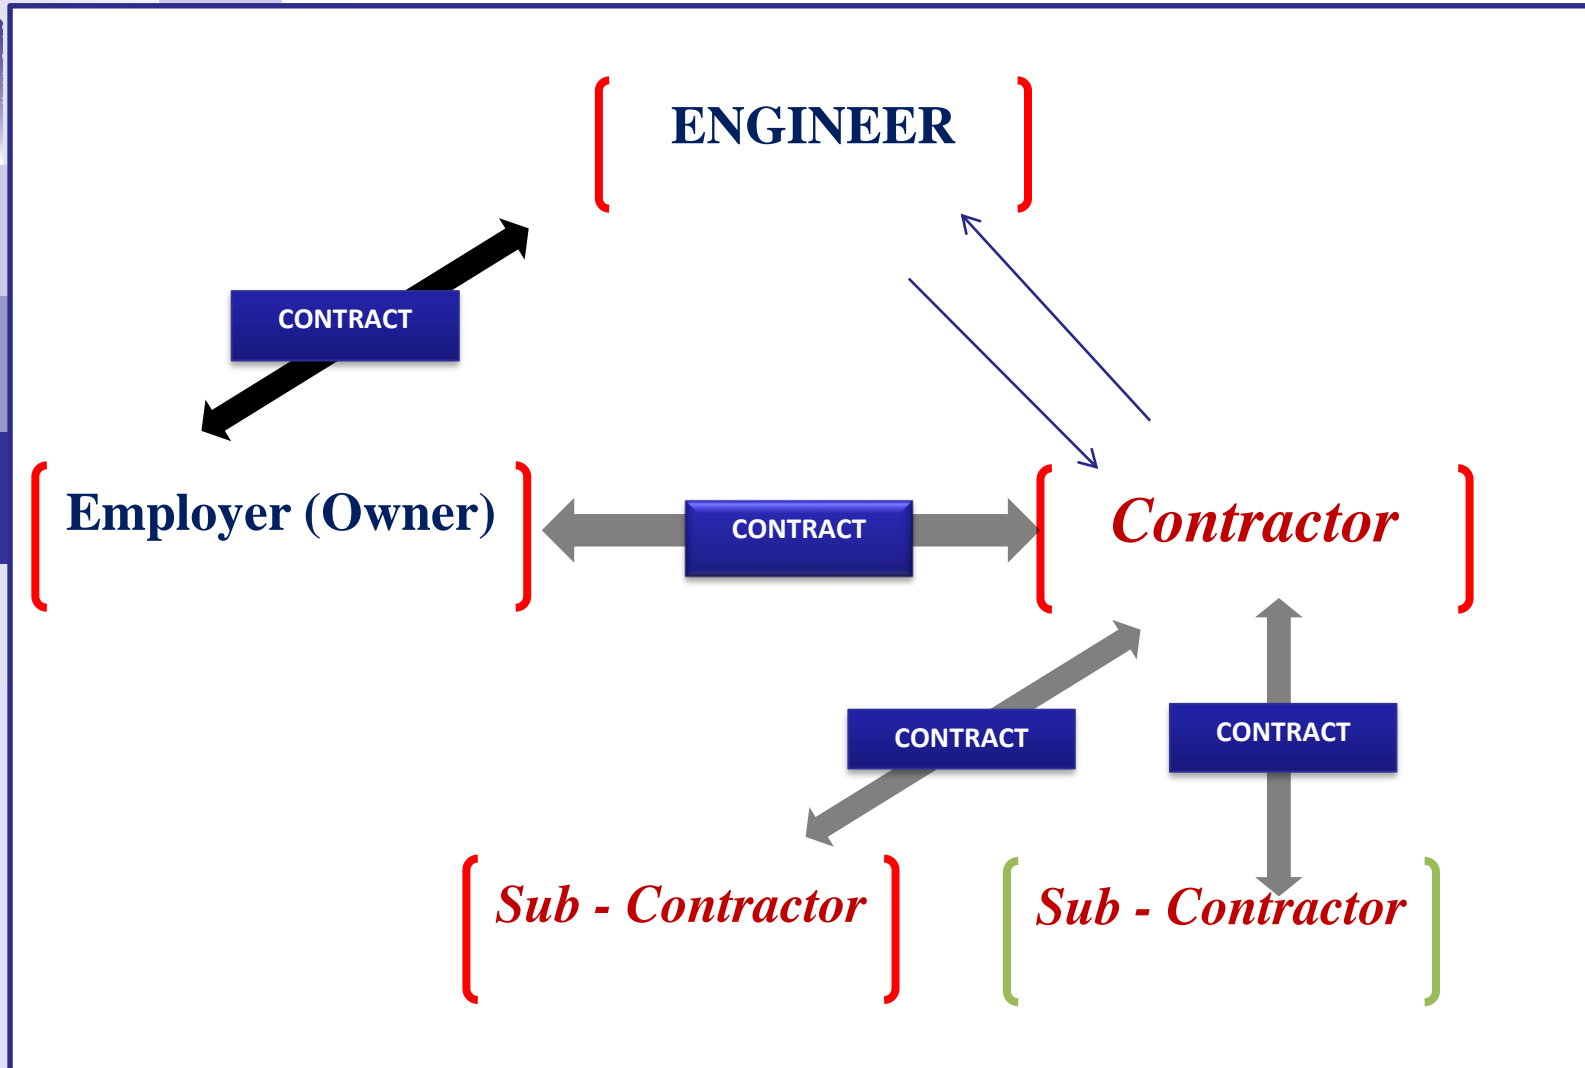 ENGINEER
CONTRACT
Employer (Owner)
CONTRACT
Contractor
CONTRACT
CONTRACT
Sub - Contractor
Sub - Contractor